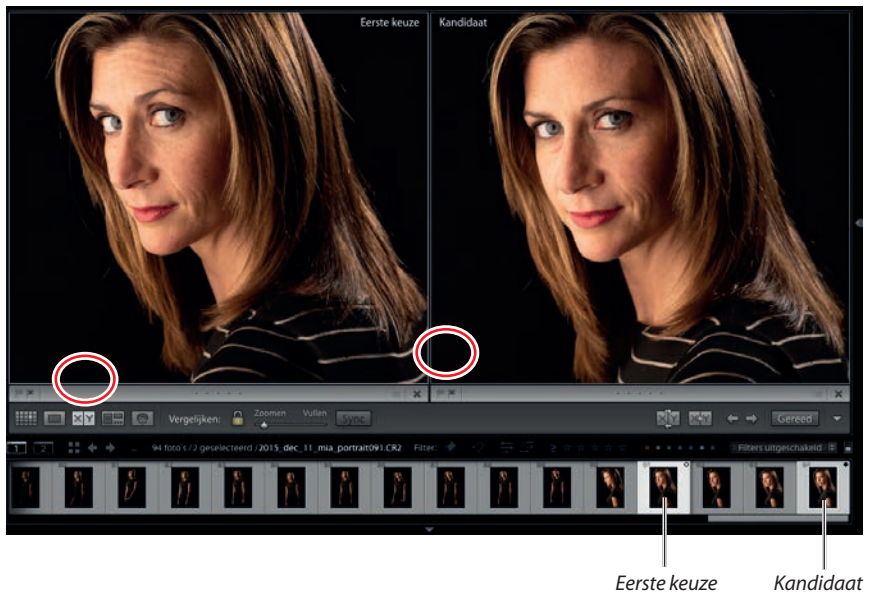 Eerste keuze
Kandidaat
X Y
Vergelijken:
Zoomen
Vullen
Sync
X Y
X Y
Gereed
1
2
94 foto's / 2 geselecteerd / 2015_dec_11_mia_portrait091.CR2
Filter:
Filters uitgeschakeld
Eerste keuze
Kandidaat